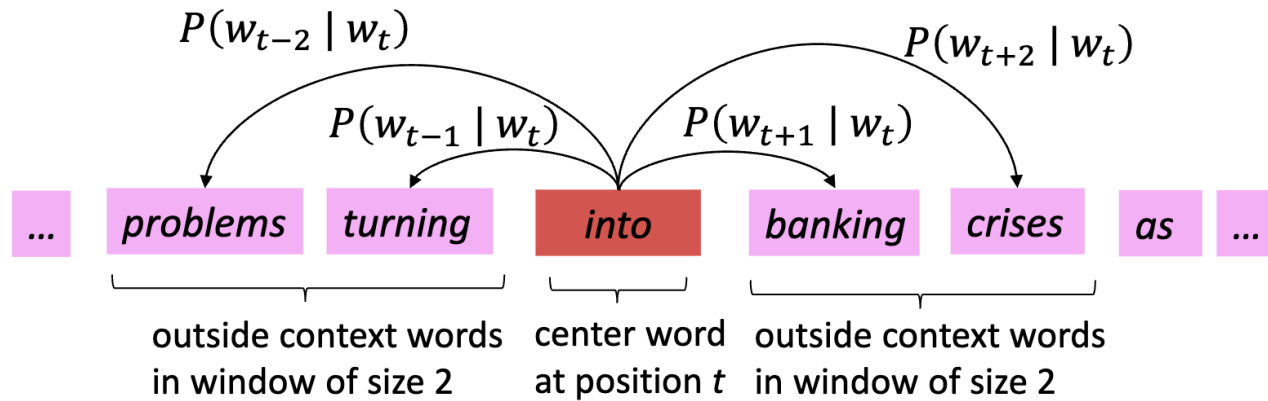 P(w_{t−2} | w_t)
P(w_{t+2} | w_t)
P(w_{t−1} | w_t)
P(w_{t+1} | w_t)
... problems turning into banking crises as ...
outside context words
in window of size 2
center word
at position t
outside context words
in window of size 2